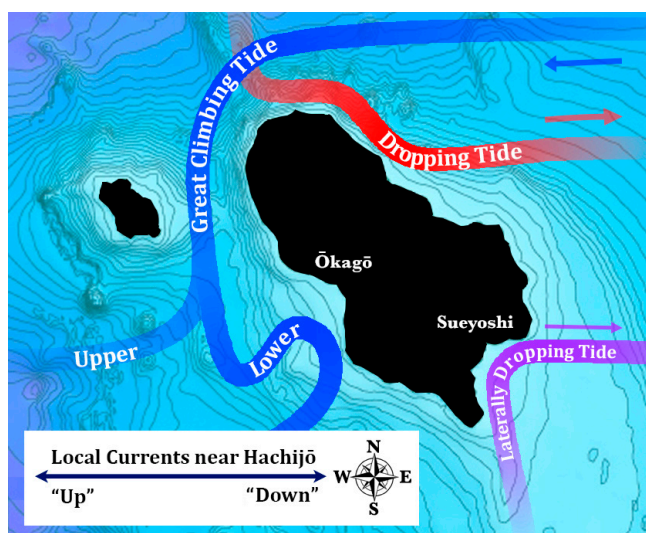 Great Climbing Tide
Dropping Tide
Ōkagō
Sueyoshi
Upper
Lower
Laterally Dropping Tide
Local Currents near Hachijō
“Up”
“Down”
N
W
E
S